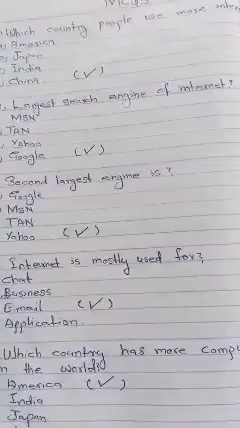 MCQs
Which country people use more inter
a) America
b) Japan
c) India
China (✓)
Largest search engine of internet?
MSN
TAN
Yahoo
Google (✓)
Second largest engine is?
Google
MSN
TAN
Yahoo (✓)
Internet is mostly used for?
Chat
Business
Email (✓)
Application
Which country has more compu
n the world?
America (✓)
India
Japan